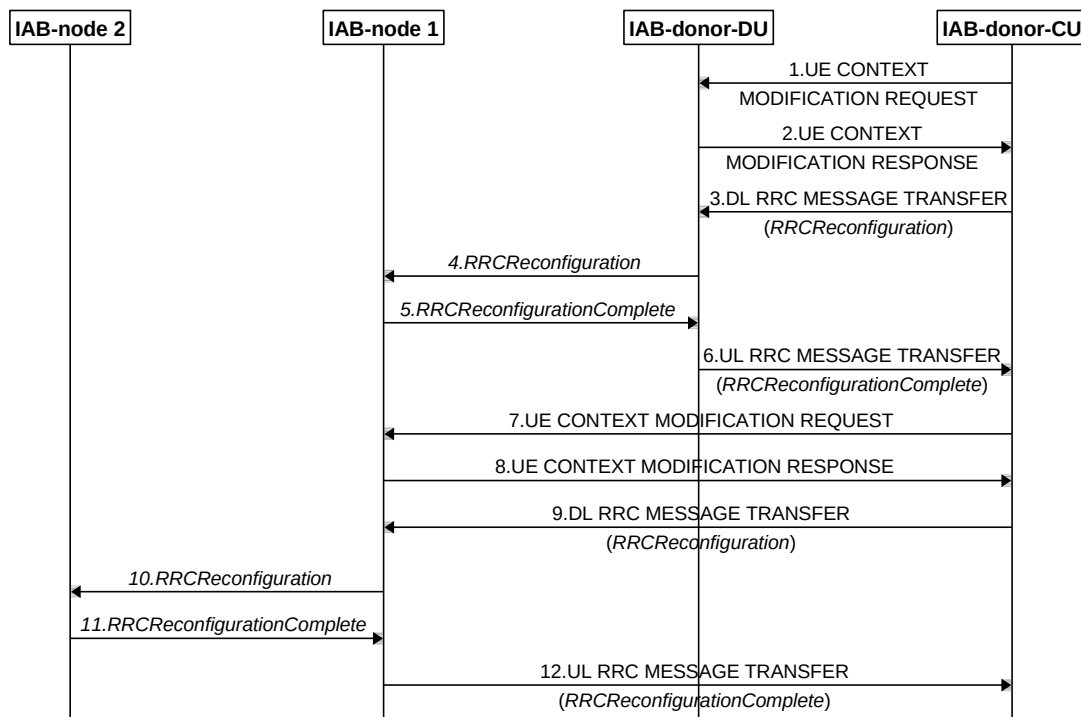 IAB-node 2
IAB-node 1
IAB-donor-DU
IAB-donor-CU
1.UE CONTEXT
MODIFICATION REQUEST
2.UE CONTEXT
MODIFICATION RESPONSE
3.DL RRC MESSAGE TRANSFER
(RRCReconfiguration)
4.RRCReconfiguration
5.RRCReconfigurationComplete
6.UL RRC MESSAGE TRANSFER
(RRCReconfigurationComplete)
7.UE CONTEXT MODIFICATION REQUEST
8.UE CONTEXT MODIFICATION RESPONSE
9.DL RRC MESSAGE TRANSFER
(RRCReconfiguration)
10.RRCReconfiguration
11.RRCReconfigurationComplete
12.UL RRC MESSAGE TRANSFER
(RRCReconfigurationComplete)